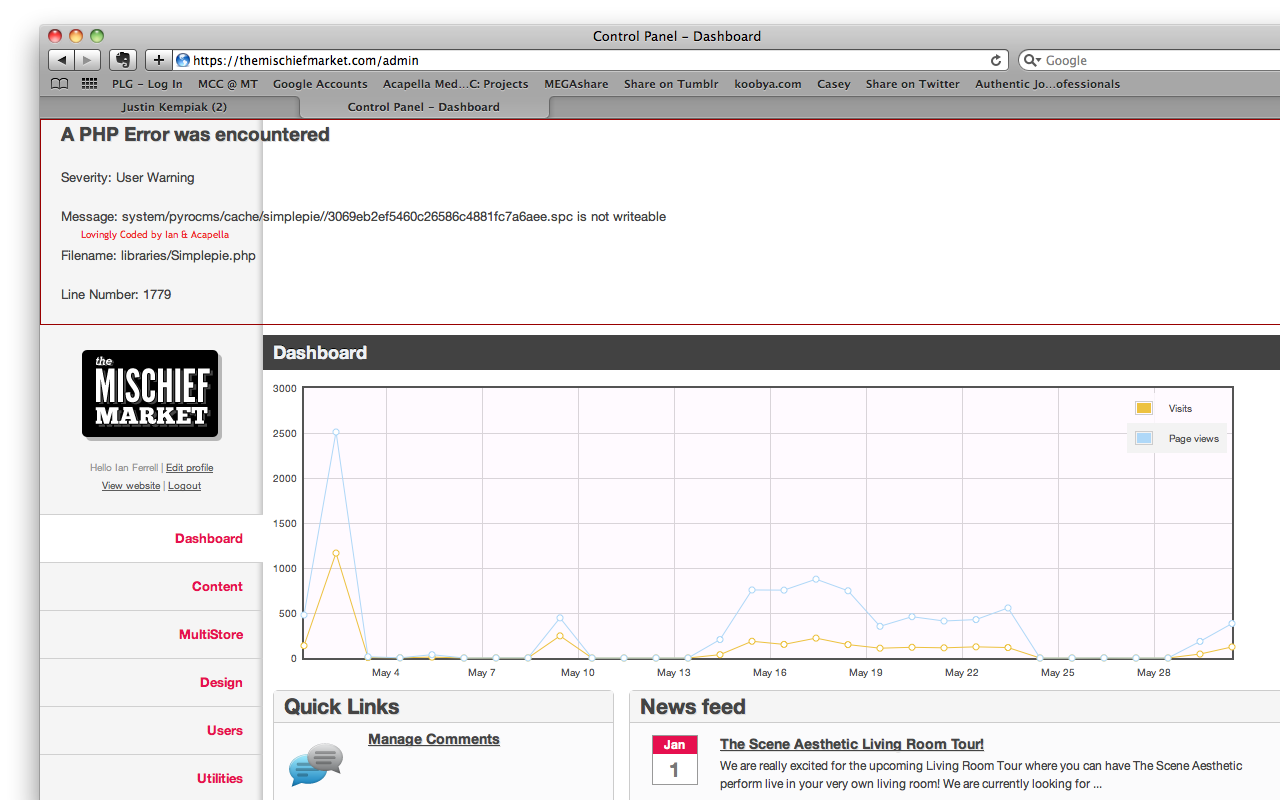 Control Panel – Dashboard
https://themischiefmarket.com/admin
Google
PLG – Log In MCC @ MT Google Accounts Acapella Med...C: Projects MEGAshare Share on Tumblr koobya.com Casey Share on Twitter Authentic Jo...ofessionals
Justin Kempiak (2) Control Panel – Dashboard
A PHP Error was encountered
Severity: User Warning
Message: system/pyrocms/cache/simplepie//3069eb2ef5460c26586c4881fc7a6aee.spc is not writeable
Lovingly Coded by Ian & Acapella
Filename: libraries/Simplepie.php
Line Number: 1779
the
MISCHIEF
MARKET
Hello Ian Ferrell | Edit profile
View website | Logout
Dashboard
Content
MultiStore
Design
Users
Utilities
Dashboard
3000
2500
2000
1500
1000
500
0
Visits
Page views
May 4 May 7 May 10 May 13 May 16 May 19 May 22 May 25 May 28
Quick Links
Manage Comments
News feed
Jan
1
The Scene Aesthetic Living Room Tour!
We are really excited for the upcoming Living Room Tour where you can have The Scene Aesthetic
perform live in your very own living room! We are currently looking for ...